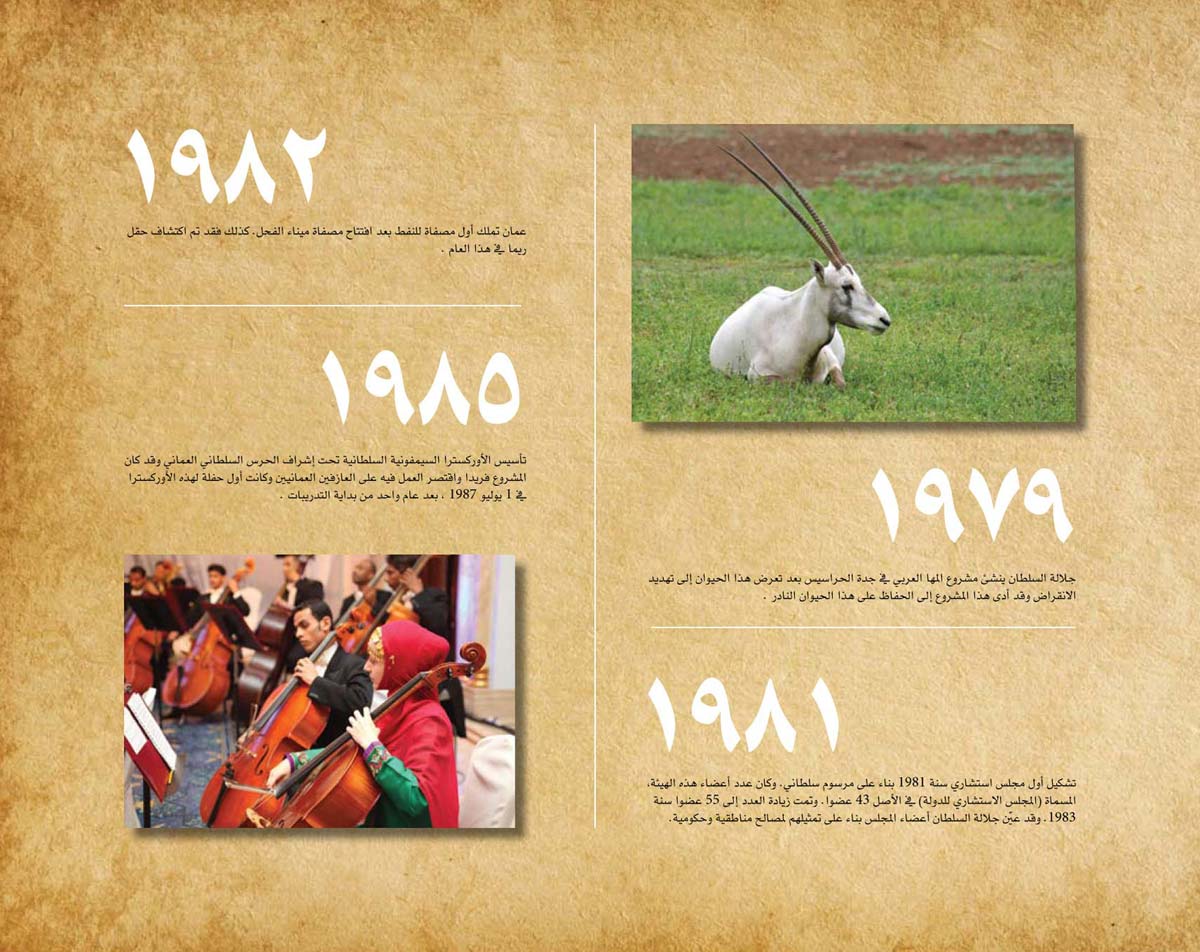 ١٩٧٩
جلالة السلطان ينشئ مشروع المها العربي في جدة الحراسيس بعد تعرض هذا الحيوان إلى تهديد
الانقراض وقد أدى هذا المشروع إلى الحفاظ على هذا الحيوان النادر .
١٩٨١
تشكيل أول مجلس استشاري سنة 1981 بناء على مرسوم سلطاني. وكان عدد أعضاء هذه الهيئة،
المسماة (المجلس الاستشاري للدولة) في الأصل 43 عضوا. وتمت زيادة العدد إلى 55 عضوا سنة
1983. وقد عيّن جلالة السلطان أعضاء المجلس بناء على تمثيلهم لمصالح مناطقية وحكومية.
١٩٨٢
عمان تملك أول مصفاة للنفط بعد افتتاح مصفاة ميناء الفحل. كذلك فقد تم اكتشاف حقل
ريما في هذا العام .
١٩٨٥
تأسيس الأوركسترا السيمفونية السلطانية تحت إشراف الحرس السلطاني العماني وقد كان
المشروع فريدا واقتصر العمل فيه على العازفين العمانيين وكانت أول حفلة لهذه الأوركسترا
في 1 يوليو 1987 ، بعد عام واحد من بداية التدريبات .